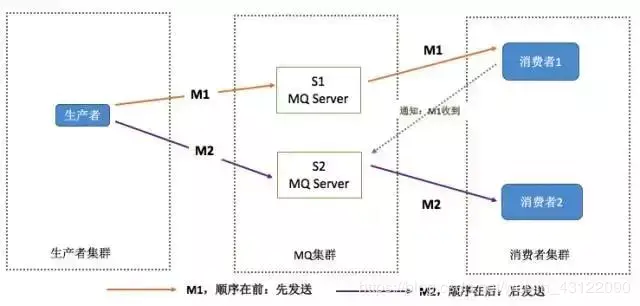 M1
S1
MQ Server
M1
消费者1
生产者
通知:M1收到
M2
S2
MQ Server
M2
消费者2
生产者集群
MQ集群
消费者集群
M1,顺序在前:先发送
M2,顺序在后:后发送